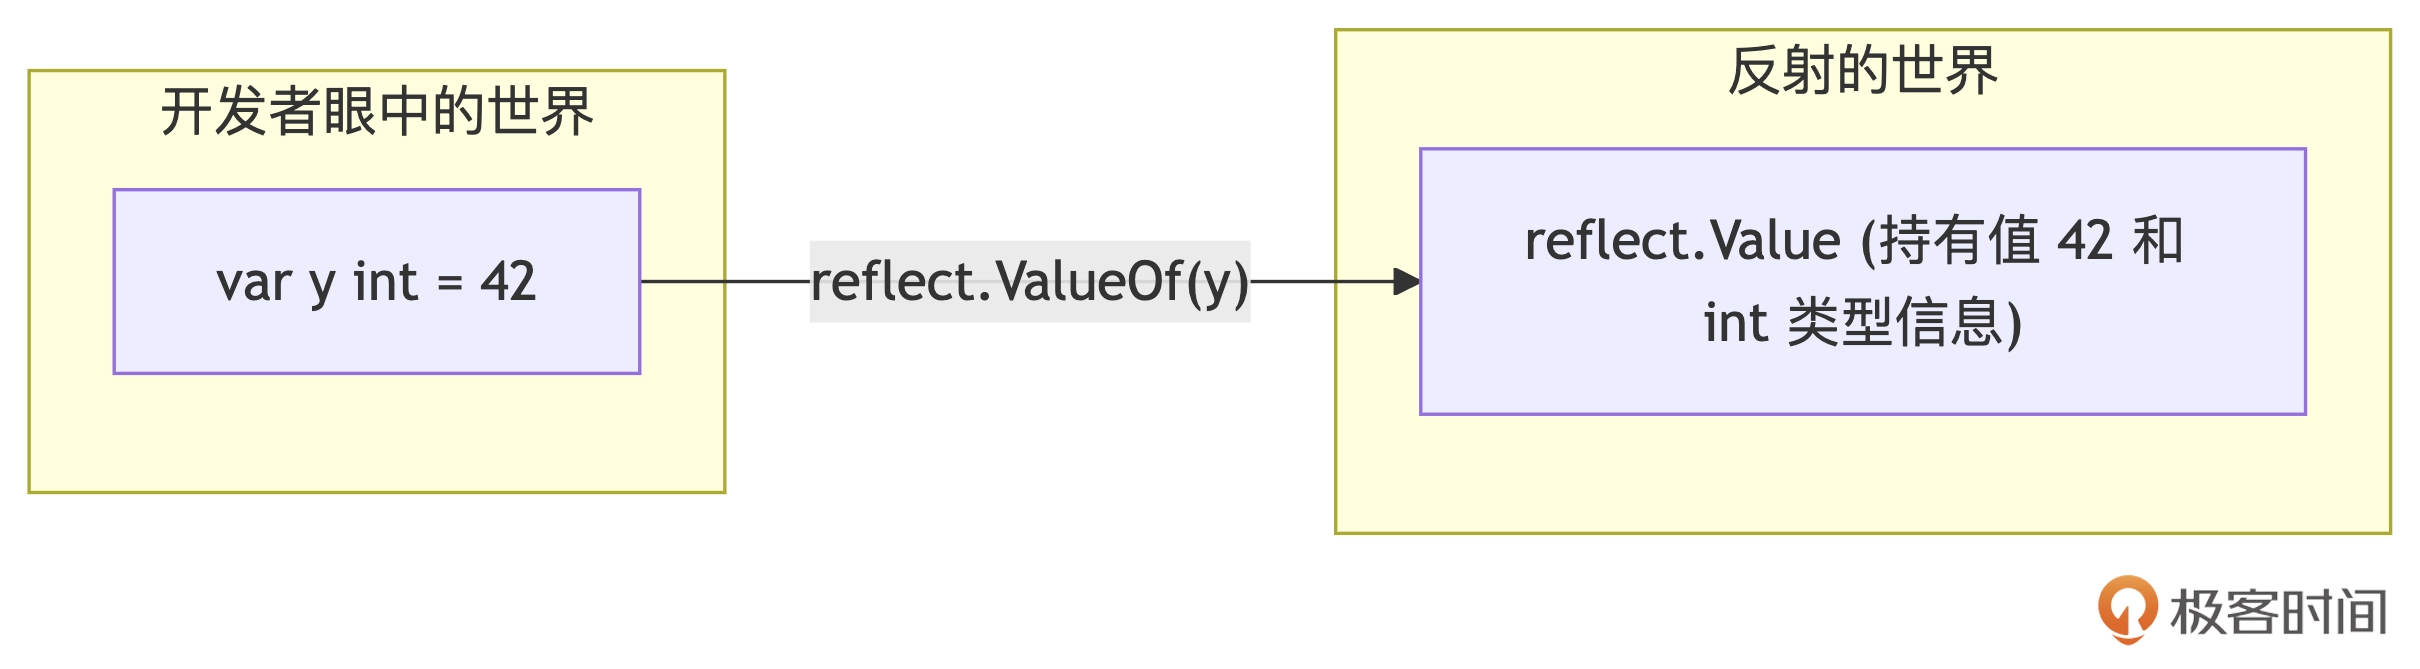 开发者眼中的世界
var y int = 42
reflect.ValueOf(y)
反射的世界
reflect.Value (持有值 42 和
int 类型信息)
极客时间